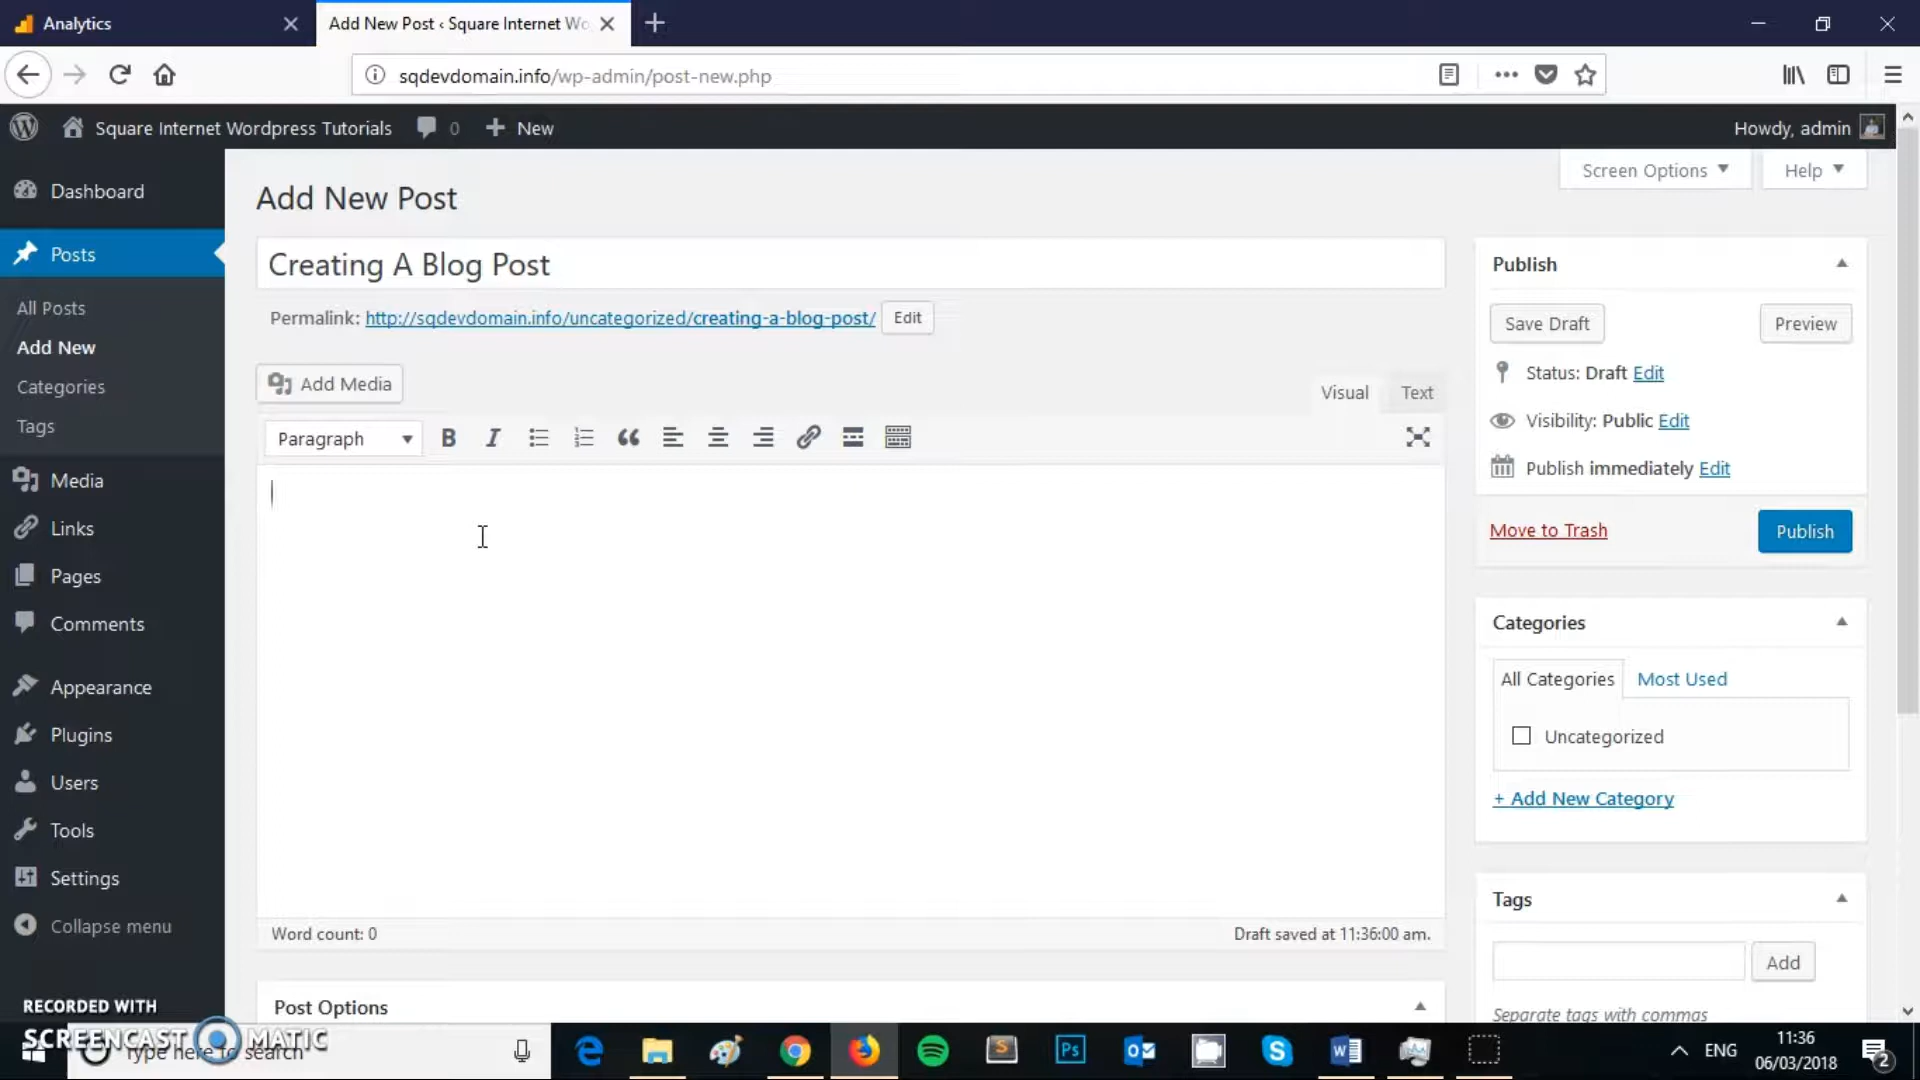 Analytics
Add New Post ‹ Square Internet Wo
sqdevdomain.info/wp-admin/post-new.php
Square Internet Wordpress Tutorials 0 New
Howdy, admin
Screen Options
Help
Dashboard
Posts
All Posts
Add New
Categories
Tags
Media
Links
Pages
Comments
Appearance
Plugins
Users
Tools
Settings
Collapse menu
Add New Post
Creating A Blog Post
Permalink: http://sqdevdomain.info/uncategorized/creating-a-blog-post/ Edit
Add Media
Visual Text
Paragraph
Word count: 0
Draft saved at 11:36:00 am.
Post Options
Publish
Save Draft
Preview
Status: Draft Edit
Visibility: Public Edit
Publish immediately Edit
Move to Trash
Publish
Categories
All Categories Most Used
Uncategorized
+ Add New Category
Tags
Add
Separate tags with commas
RECORDED WITH
SCREENCAST MATIC
Type here to search
Ps
ENG
11:36
06/03/2018
2